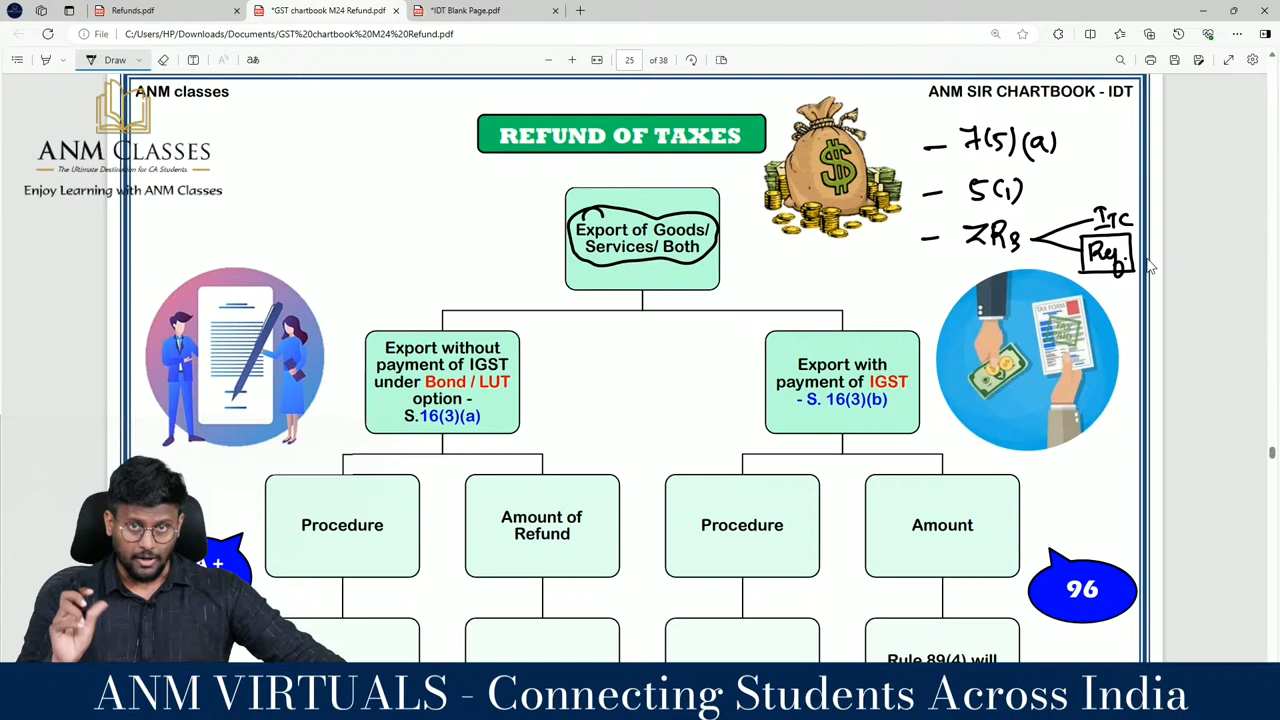 Refunds.pdf
*GST chartbook M24 Refund.pdf
*IDT Blank Page.pdf
File
C:/Users/HP/Downloads/Documents/GST%20chartbook%20M24%20Refund.pdf
Draw
25 of 38
ANM classes
ANM SIR CHARTBOOK - IDT
ANM CLASSES
The Ultimate Destination for CA Students
Enjoy Learning with ANM Classes
REFUND OF TAXES
- 7(5)(a)
- 5(1)
- ZRS
ITC
Ref.
Export of Goods/
Services/ Both
Export without
payment of IGST
under Bond / LUT
option -
S.16(3)(a)
Export with
payment of IGST
- S. 16(3)(b)
TAX FORM
Procedure
Amount of
Refund
Procedure
Amount
A +
96
Rule 89(4) will
ANM VIRTUALS - Connecting Students Across India